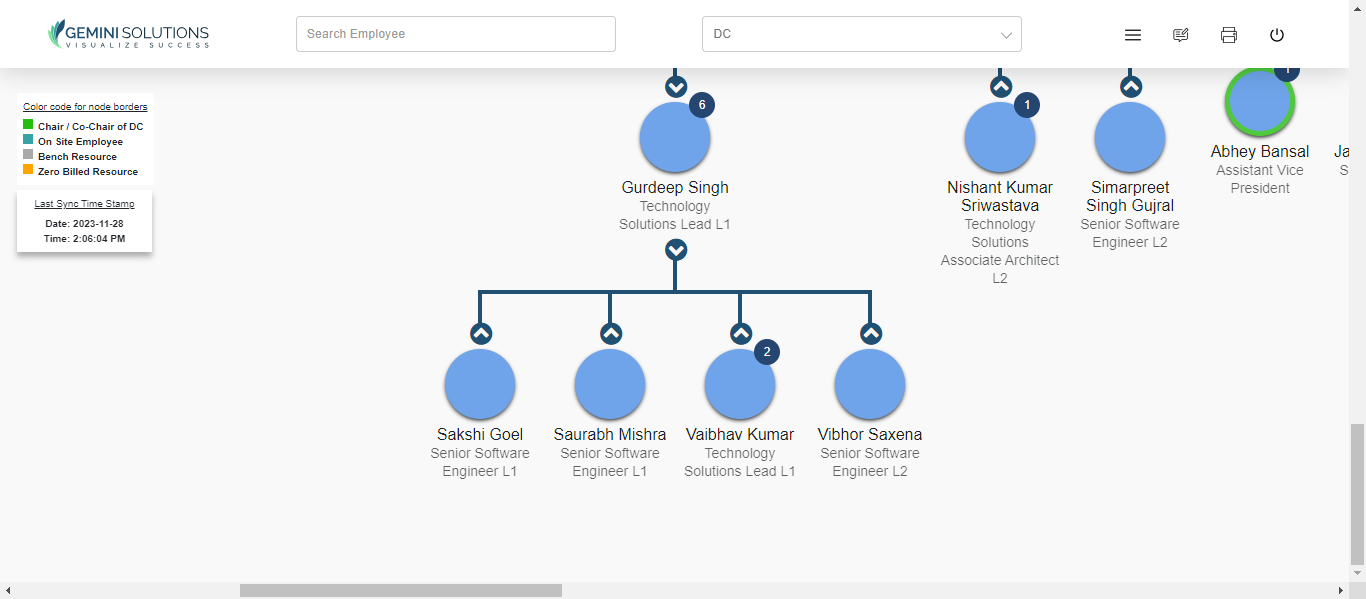 GEMINI SOLUTIONS
VISUALIZE SUCCESS
Search Employee
DC
Color code for node borders
Chair / Co-Chair of DC
On Site Employee
Bench Resource
Zero Billed Resource
Last Sync Time Stamp
Date: 2023-11-28
Time: 2:06:04 PM
6
Gurdeep Singh
Technology
Solutions Lead L1
1
Nishant Kumar
Sriwastava
Technology
Solutions
Associate Architect
L2
Simarpreet
Singh Gujral
Senior Software
Engineer L2
Abhey Bansal
Assistant Vice
President
Ja
S
Sakshi Goel
Senior Software
Engineer L1
Saurabh Mishra
Senior Software
Engineer L1
2
Vaibhav Kumar
Technology
Solutions Lead L1
Vibhor Saxena
Senior Software
Engineer L2